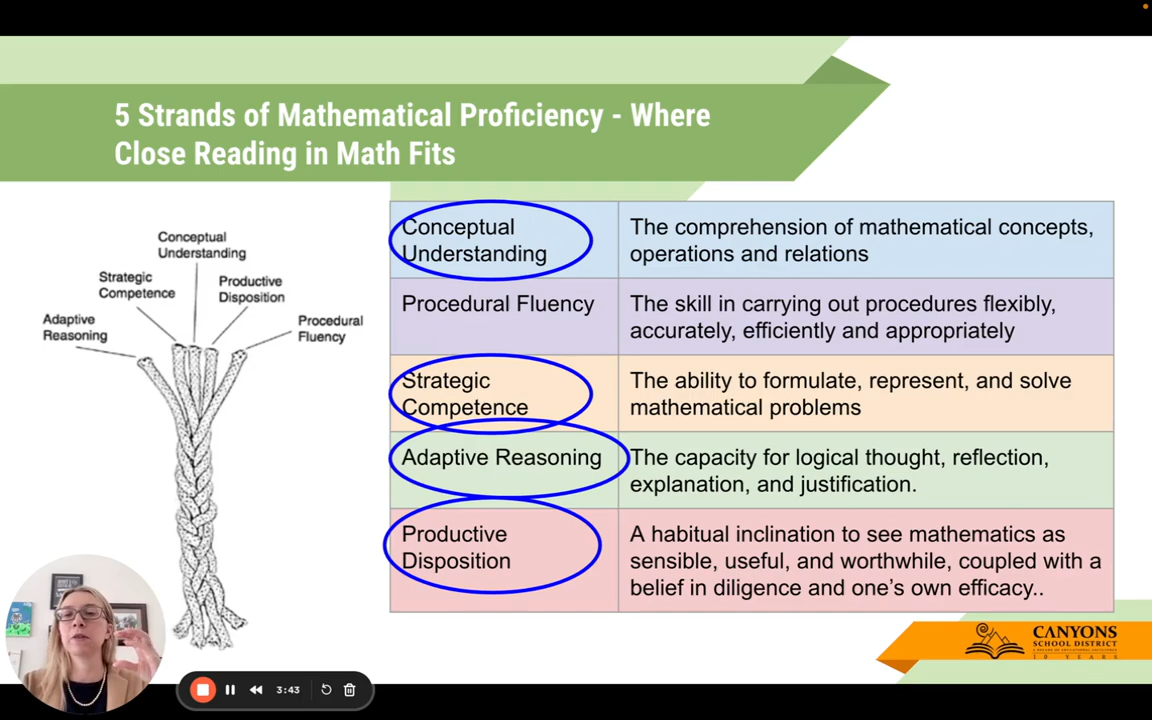 5 Strands of Mathematical Proficiency - Where
Close Reading in Math Fits
Conceptual
Understanding
Strategic
Competence
Productive
Disposition
Adaptive
Reasoning
Procedural
Fluency
Conceptual
Understanding
The comprehension of mathematical concepts,
operations and relations
Procedural Fluency
The skill in carrying out procedures flexibly,
accurately, efficiently and appropriately
Strategic
Competence
The ability to formulate, represent, and solve
mathematical problems
Adaptive Reasoning
The capacity for logical thought, reflection,
explanation, and justification.
Productive
Disposition
A habitual inclination to see mathematics as
sensible, useful, and worthwhile, coupled with a
belief in diligence and one's own efficacy..
CANYONS
SCHOOL DISTRICT
10 YEARS
3:43